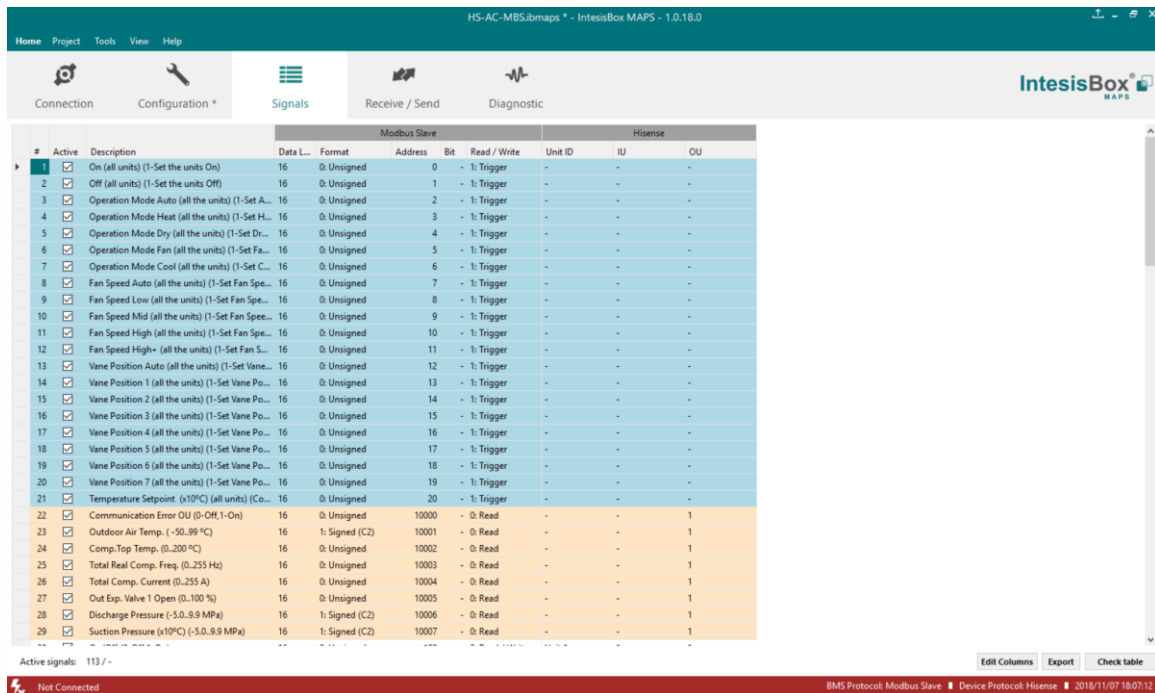 HS-AC-MBS.ibmaps * - IntesisBox MAPS - 1.0.18.0
Home Project Tools View Help
Connection Configuration * Signals Receive / Send Diagnostic
IntesisBox® MAPS
Modbus Slave Hisense
# Active Description Data L... Format Address Bit Read / Write Unit ID IU OU
1 On (all units) (1-Set the units On) 16 0: Unsigned 0 - 1: Trigger - - -
2 Off (all units) (1-Set the units Off) 16 0: Unsigned 1 - 1: Trigger - - -
3 Operation Mode Auto (all the units) (1-Set A... 16 0: Unsigned 2 - 1: Trigger - - -
4 Operation Mode Heat (all the units) (1-Set H... 16 0: Unsigned 3 - 1: Trigger - - -
5 Operation Mode Dry (all the units) (1-Set Dr... 16 0: Unsigned 4 - 1: Trigger - - -
6 Operation Mode Fan (all the units) (1-Set Fa... 16 0: Unsigned 5 - 1: Trigger - - -
7 Operation Mode Cool (all the units) (1-Set C... 16 0: Unsigned 6 - 1: Trigger - - -
8 Fan Speed Auto (all the units) (1-Set Fan Spe... 16 0: Unsigned 7 - 1: Trigger - - -
9 Fan Speed Low (all the units) (1-Set Fan Spe... 16 0: Unsigned 8 - 1: Trigger - - -
10 Fan Speed Mid (all the units) (1-Set Fan Spee... 16 0: Unsigned 9 - 1: Trigger - - -
11 Fan Speed High (all the units) (1-Set Fan Spe... 16 0: Unsigned 10 - 1: Trigger - - -
12 Fan Speed High+ (all the units) (1-Set Fan S... 16 0: Unsigned 11 - 1: Trigger - - -
13 Vane Position Auto (all the units) (1-Set Vane... 16 0: Unsigned 12 - 1: Trigger - - -
14 Vane Position 1 (all the units) (1-Set Vane Po... 16 0: Unsigned 13 - 1: Trigger - - -
15 Vane Position 2 (all the units) (1-Set Vane Po... 16 0: Unsigned 14 - 1: Trigger - - -
16 Vane Position 3 (all the units) (1-Set Vane Po... 16 0: Unsigned 15 - 1: Trigger - - -
17 Vane Position 4 (all the units) (1-Set Vane Po... 16 0: Unsigned 16 - 1: Trigger - - -
18 Vane Position 5 (all the units) (1-Set Vane Po... 16 0: Unsigned 17 - 1: Trigger - - -
19 Vane Position 6 (all the units) (1-Set Vane Po... 16 0: Unsigned 18 - 1: Trigger - - -
20 Vane Position 7 (all the units) (1-Set Vane Po... 16 0: Unsigned 19 - 1: Trigger - - -
21 Temperature Setpoint (x10ºC) (all units) (Co... 16 0: Unsigned 20 - 1: Trigger - - -
22 Communication Error OU (0-Off,1-On) 16 0: Unsigned 10000 - 0: Read - - 1
23 Outdoor Air Temp. ( -50..99 ºC) 16 1: Signed (C2) 10001 - 0: Read - - 1
24 Comp.Top Temp. (0..200 ºC) 16 0: Unsigned 10002 - 0: Read - - 1
25 Total Real Comp. Freq. (0..255 Hz) 16 0: Unsigned 10003 - 0: Read - - 1
26 Total Comp. Current (0..255 A) 16 0: Unsigned 10004 - 0: Read - - 1
27 Out Exp. Valve 1 Open (0..100 %) 16 0: Unsigned 10005 - 0: Read - - 1
28 Discharge Pressure (-5.0..9.9 MPa) 16 1: Signed (C2) 10006 - 0: Read - - 1
29 Suction Pressure (x10ºC) (-5.0..9.9 MPa) 16 1: Signed (C2) 10007 - 0: Read - - 1
Active signals: 113 / -
Edit Columns Export Check table
Not Connected
BMS Protocol: Modbus Slave Device Protocol: Hisense 2018/11/07 18:07:12